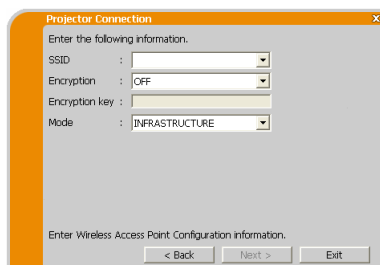 Projector Connection X
Enter the following information.
SSID :
Encryption : OFF
Encryption key :
Mode : INFRASTRUCTURE
Enter Wireless Access Point Configuration information.
< Back Next > Exit